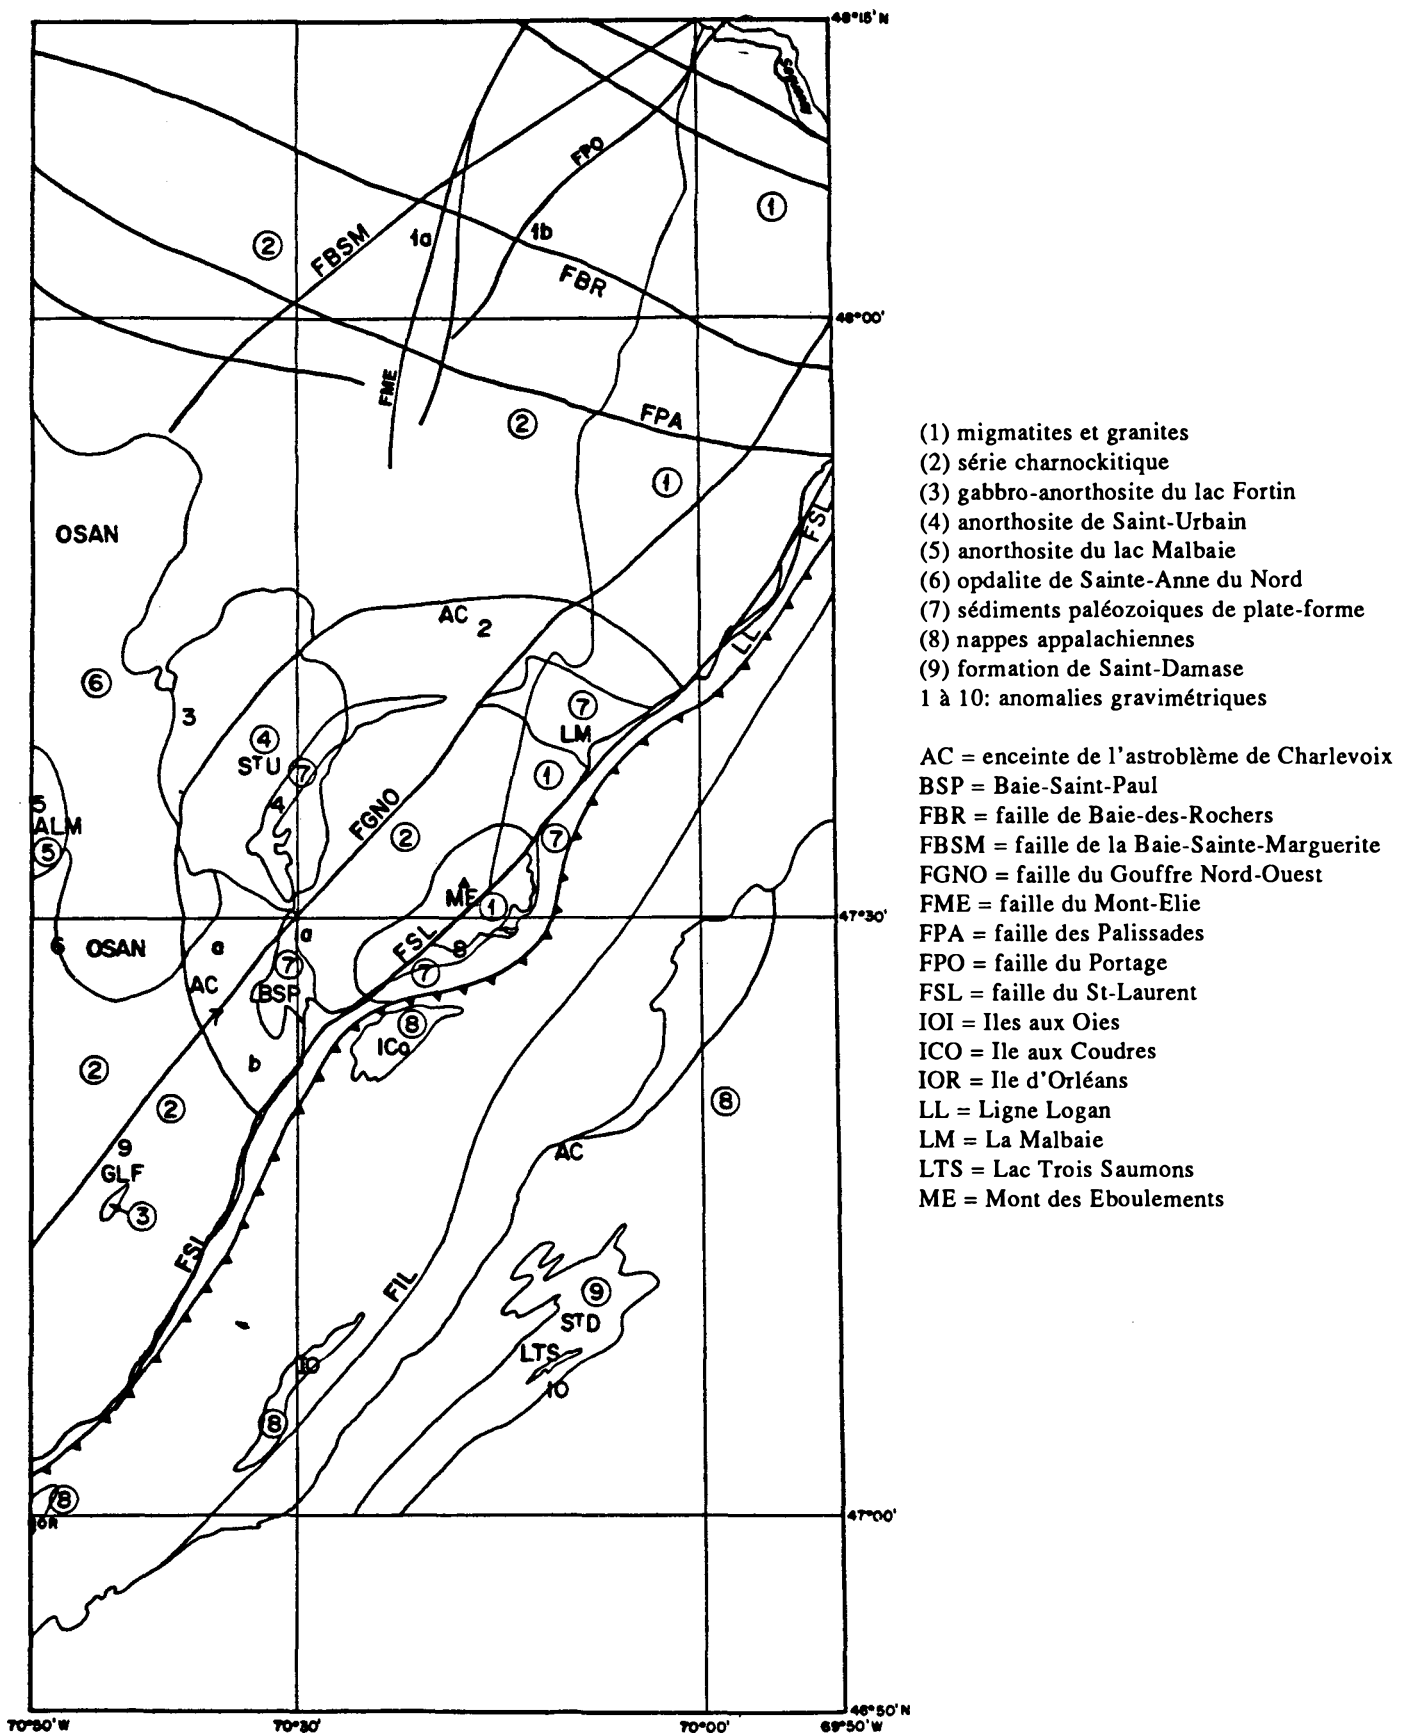 48°15' N
Saguenay
FPO
1
2
FBSM
1a
1b
FBR
48°00'
FME
2
FPA
1
OSAN
FSL
AC 2
LL
6
3
7
4
LM
STU
7
1
4
5
ALM
FGNO
2
7
5
ME
1
47°30'
6
OSAN
a
a
FSL
8
7
7
AC
BSP
7
8
ICo
b
2
2
8
9
AC
GLF
3
FSL
FIL
9
STD
LTS
10
IO
8
8
IOR
47°00'
46°50' N
70°50' W
70°30'
70°00'
69°50' W
(1) migmatites et granites
(2) série charnockitique
(3) gabbro-anorthosite du lac Fortin
(4) anorthosite de Saint-Urbain
(5) anorthosite du lac Malbaie
(6) opdalite de Sainte-Anne du Nord
(7) sédiments paléozoiques de plate-forme
(8) nappes appalachiennes
(9) formation de Saint-Damase
1 à 10: anomalies gravimétriques
AC = enceinte de l'astroblème de Charlevoix
BSP = Baie-Saint-Paul
FBR = faille de Baie-des-Rochers
FBSM = faille de la Baie-Sainte-Marguerite
FGNO = faille du Gouffre Nord-Ouest
FME = faille du Mont-Elie
FPA = faille des Palissades
FPO = faille du Portage
FSL = faille du St-Laurent
IOI = Iles aux Oies
ICO = Ile aux Coudres
IOR = Ile d'Orléans
LL = Ligne Logan
LM = La Malbaie
LTS = Lac Trois Saumons
ME = Mont des Eboulements